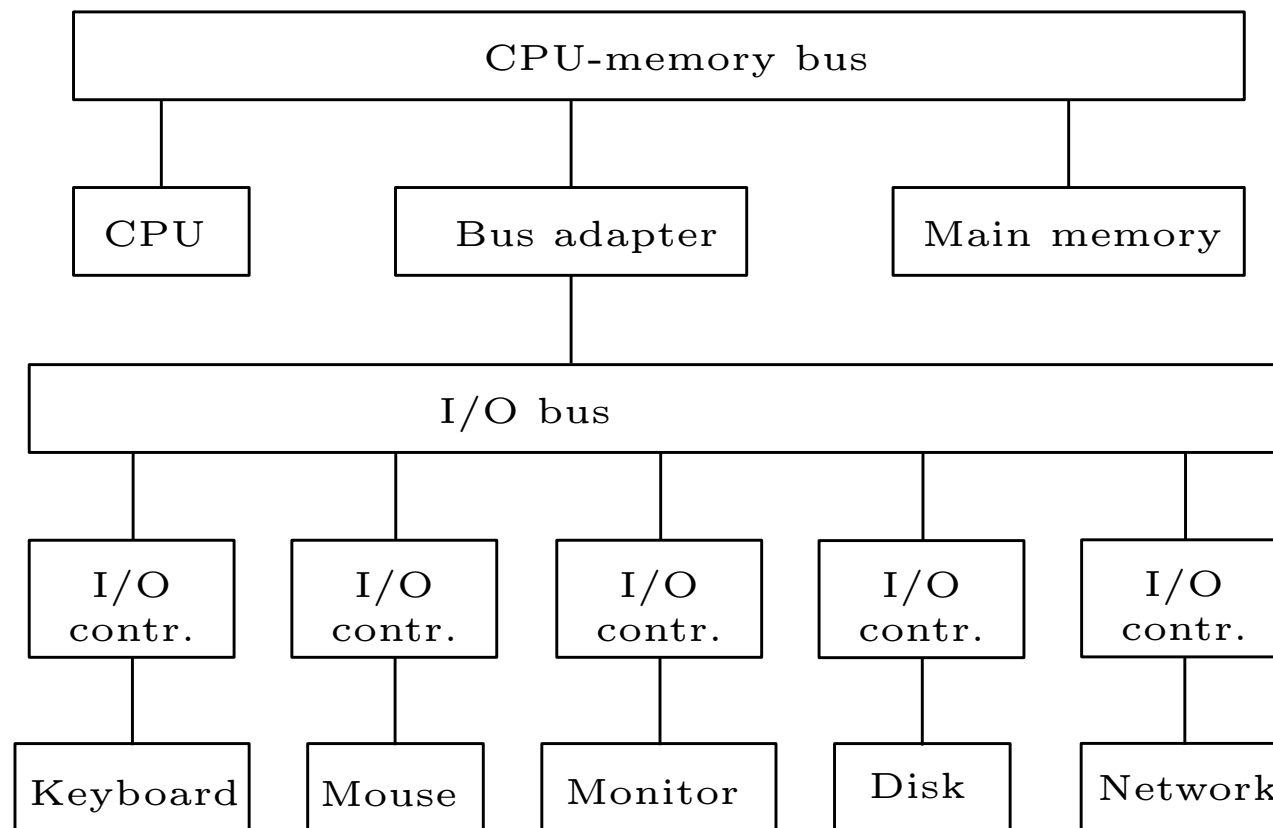 CPU-memory bus
CPU
Bus adapter
Main memory
I/O bus
I/O
contr.
I/O
contr.
I/O
contr.
I/O
contr.
I/O
contr.
Keyboard
Mouse
Monitor
Disk
Network